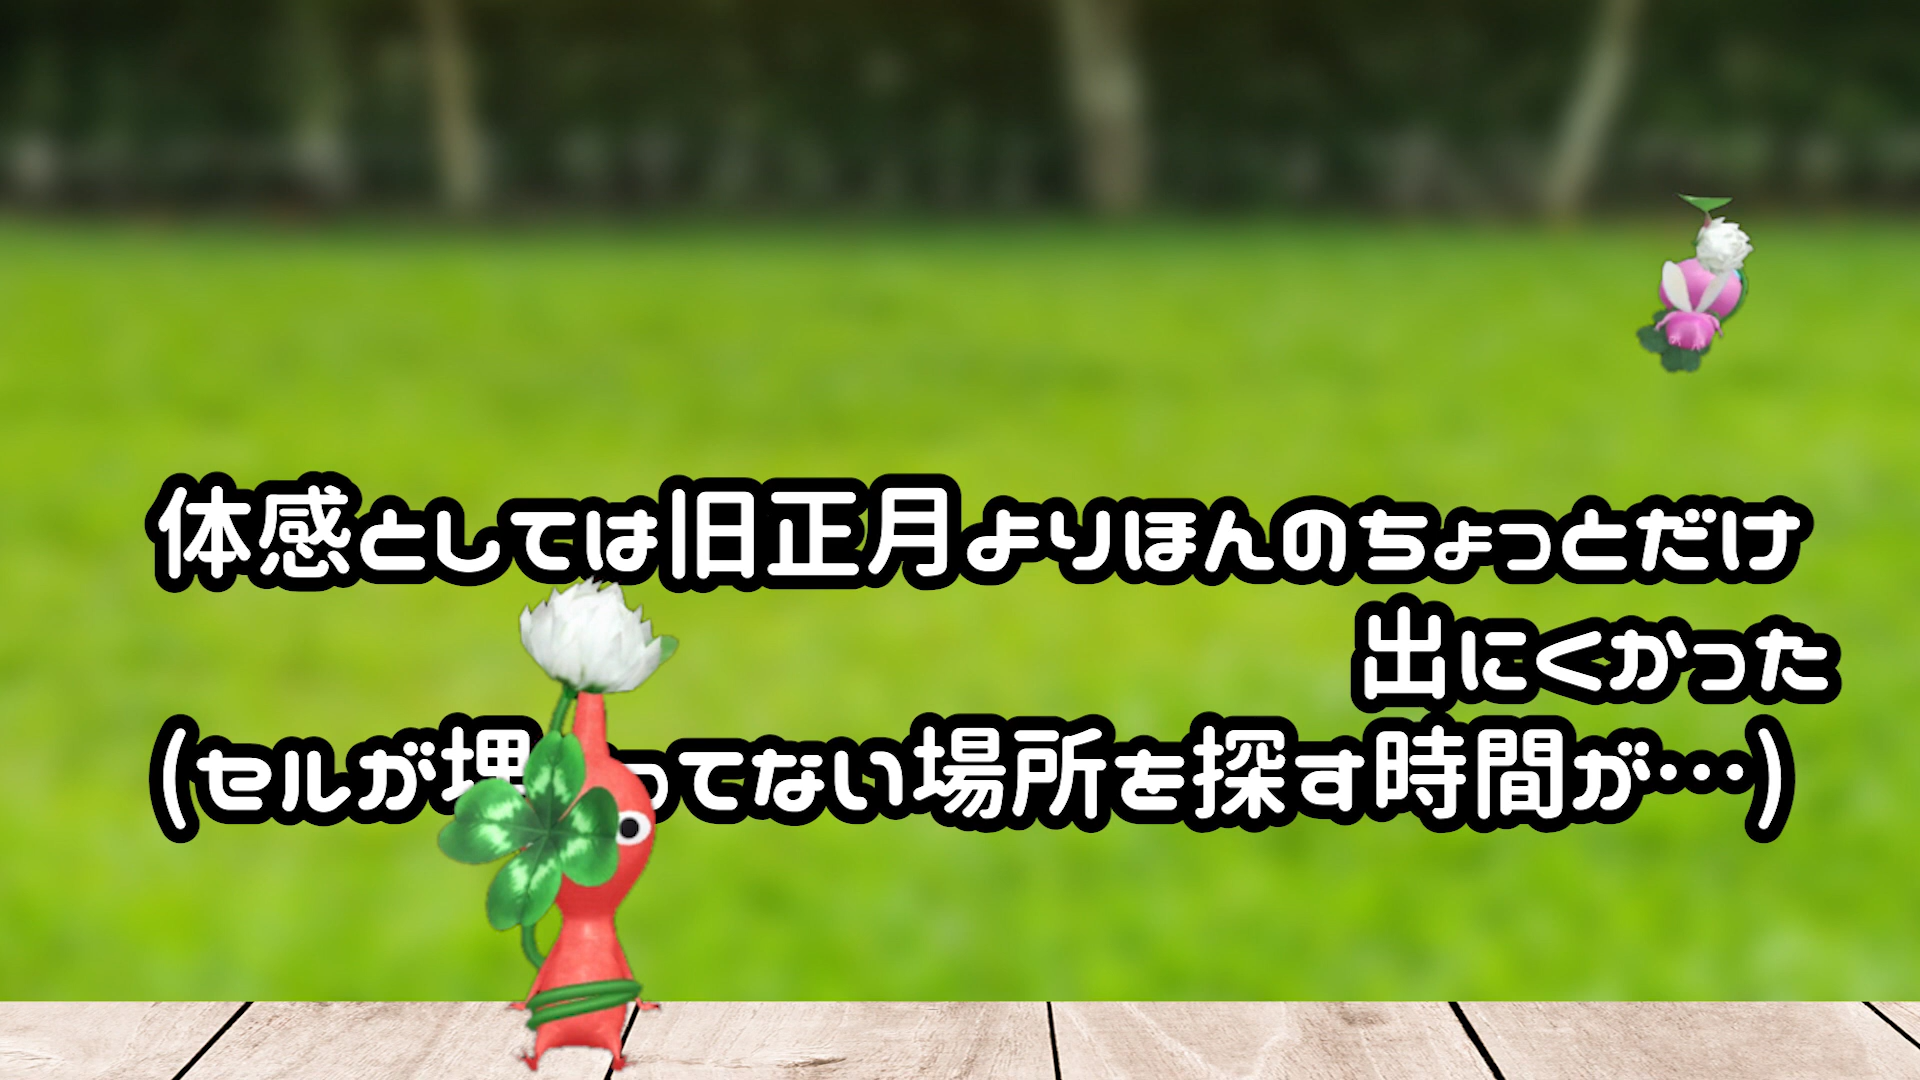 体感としては旧正月よりほんのちょっとだけ
出にくかった
(セルが埋ってない場所を探す時間が…)